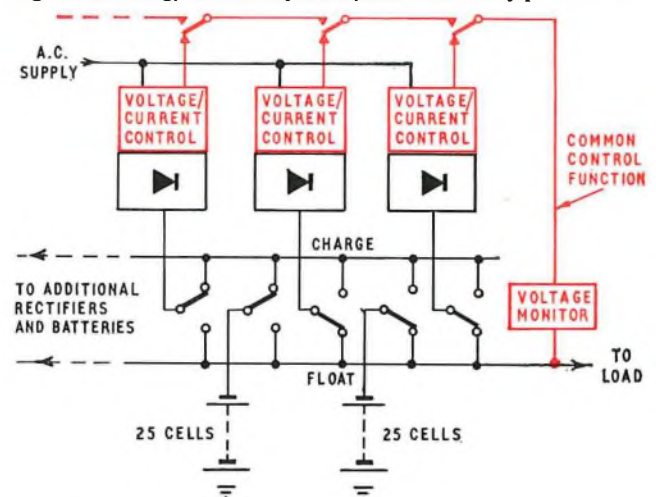 A.C.
SUPPLY
VOLTAGE/
CURRENT
CONTROL
VOLTAGE/
CURRENT
CONTROL
VOLTAGE/
CURRENT
CONTROL
COMMON
CONTROL
FUNCTION
CHARGE
TO ADDITIONAL
RECTIFIERS
AND BATTERIES
VOLTAGE
MONITOR
FLOAT
TO
LOAD
25 CELLS
25 CELLS